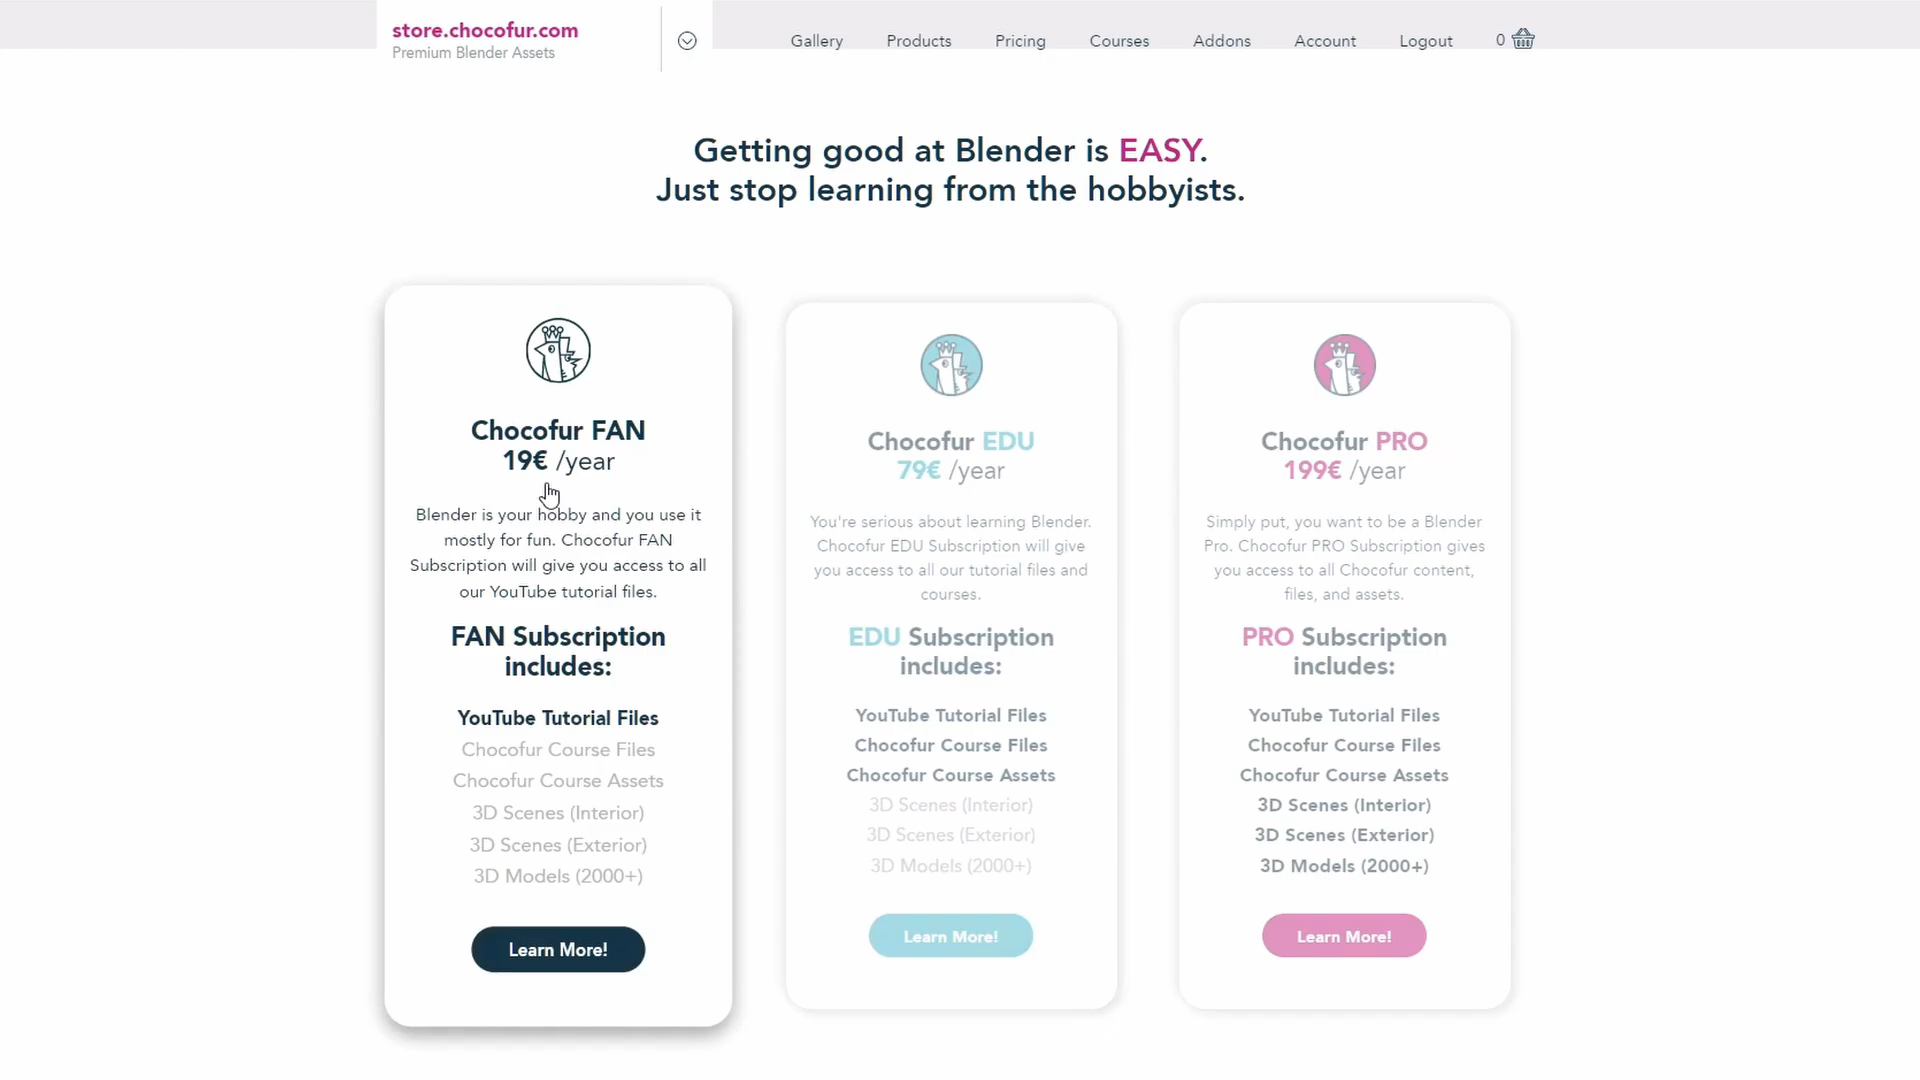 store.chocofur.com
Premium Blender Assets
Gallery
Products
Pricing
Courses
Addons
Account
Logout
0
Getting good at Blender is EASY.
Just stop learning from the hobbyists.
Chocofur FAN
19€ /year
Blender is your hobby and you use it
mostly for fun. Chocofur FAN
Subscription will give you access to all
our YouTube tutorial files.
FAN Subscription
includes:
YouTube Tutorial Files
Chocofur Course Files
Chocofur Course Assets
3D Scenes (Interior)
3D Scenes (Exterior)
3D Models (2000+)
Learn More!
Chocofur EDU
79€ /year
You're serious about learning Blender.
Chocofur EDU Subscription will give
you access to all our tutorial files and
courses.
EDU Subscription
includes:
YouTube Tutorial Files
Chocofur Course Files
Chocofur Course Assets
3D Scenes (Interior)
3D Scenes (Exterior)
3D Models (2000+)
Learn More!
Chocofur PRO
199€ /year
Simply put, you want to be a Blender
Pro. Chocofur PRO Subscription gives
you access to all Chocofur content,
files, and assets.
PRO Subscription
includes:
YouTube Tutorial Files
Chocofur Course Files
Chocofur Course Assets
3D Scenes (Interior)
3D Scenes (Exterior)
3D Models (2000+)
Learn More!